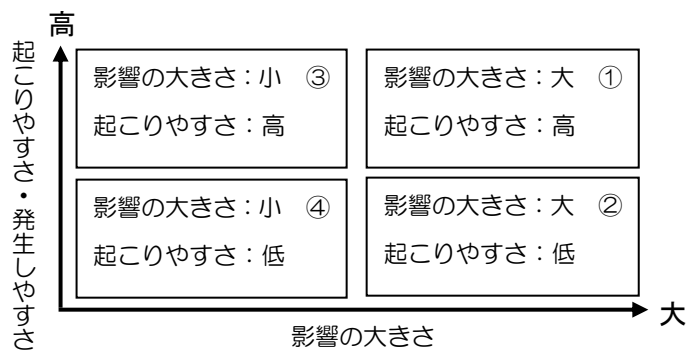 高
起こりやすさ・発生しやすさ
影響の大きさ：小　③
起こりやすさ：高
影響の大きさ：大　①
起こりやすさ：高
影響の大きさ：小　④
起こりやすさ：低
影響の大きさ：大　②
起こりやすさ：低
大
影響の大きさ